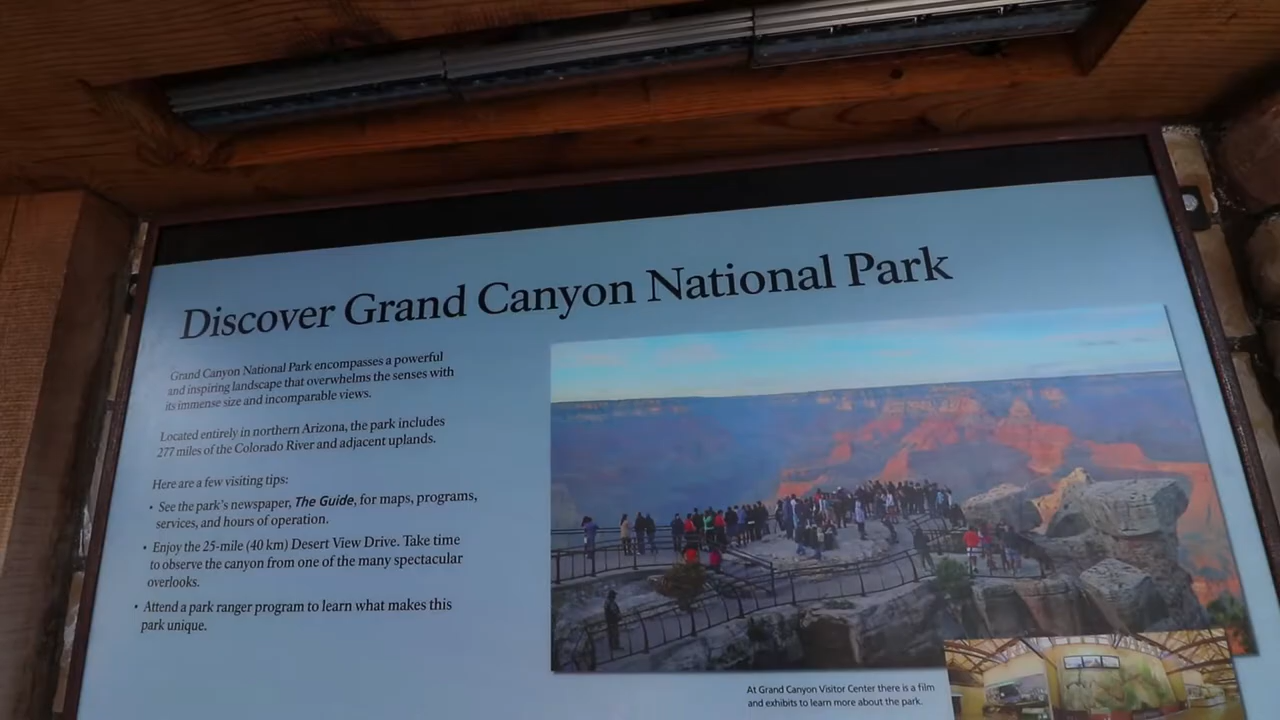 Discover Grand Canyon National Park
Grand Canyon National Park encompasses a powerful
and inspiring landscape that overwhelms the senses with
its immense size and incomparable views.
Located entirely in northern Arizona, the park includes
277 miles of the Colorado River and adjacent uplands.
Here are a few visiting tips:
• See the park's newspaper, The Guide, for maps, programs,
services, and hours of operation.
• Enjoy the 25-mile (40 km) Desert View Drive. Take time
to observe the canyon from one of the many spectacular
overlooks.
• Attend a park ranger program to learn what makes this
park unique.
At Grand Canyon Visitor Center there is a film
and exhibits to learn more about the park.